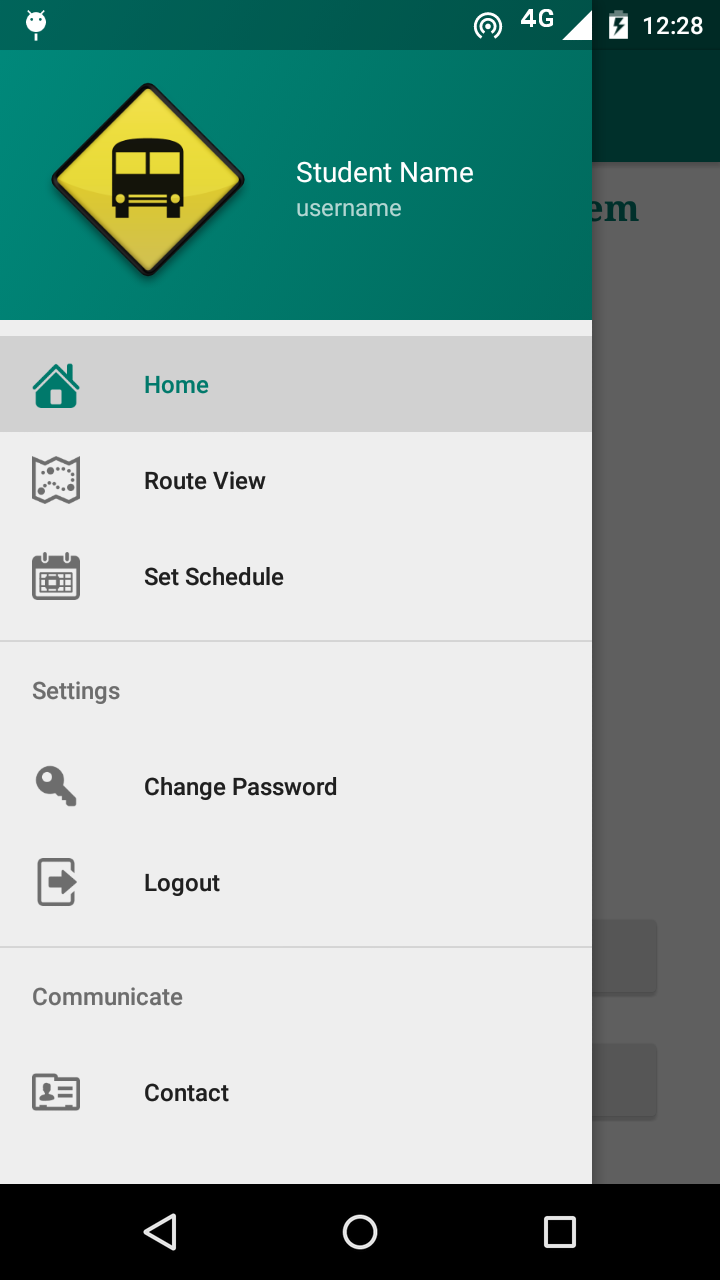 4G 12:28
Student Name
username
em
Home
Route View
Set Schedule
Settings
Change Password
Logout
Communicate
Contact